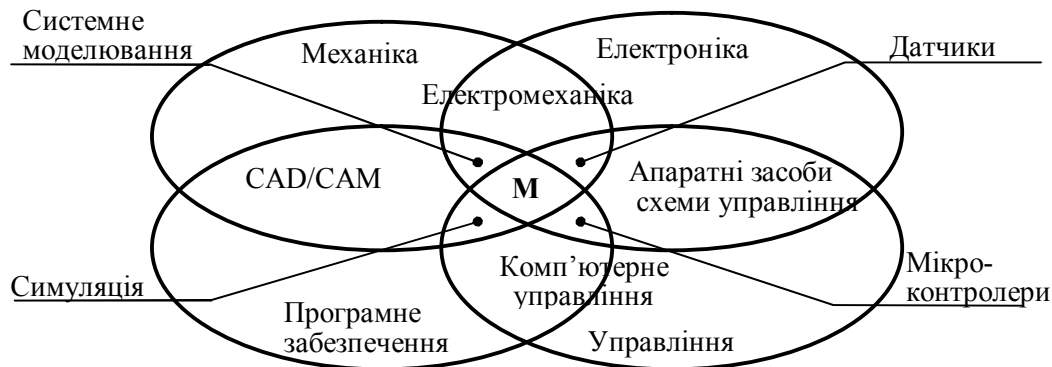 Системне
моделювання
Механіка
Електроніка
Датчики
Електромеханіка
CAD/CAM
М
Апаратні засоби
схеми управління
Симуляція
Комп’ютерне
управління
Мікро-
контролери
Програмне
забезпечення
Управління